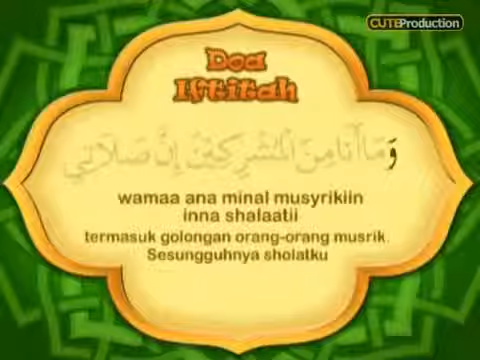 CUTEProduction
Doa
Iftitah
وَمَا أَنَا مِنَ الْمُشْرِكِيْنَ إِنَّ صَلَاتِي
wamaa ana minal musyrikiin
inna shalaatii
termasuk golongan orang-orang musrik.
Sesungguhnya sholatku